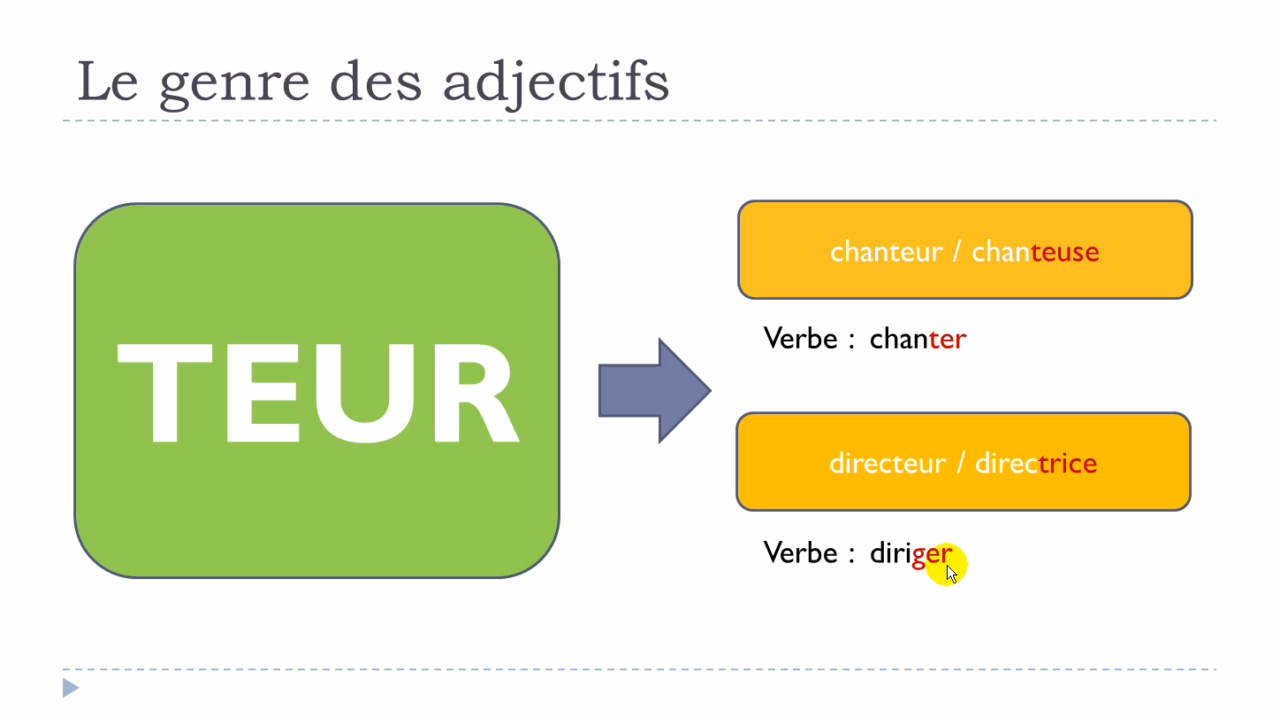 Le genre des adjectifs
TEUR
chanteur / chanteuse
Verbe : chanter
directeur / directrice
Verbe : diriger